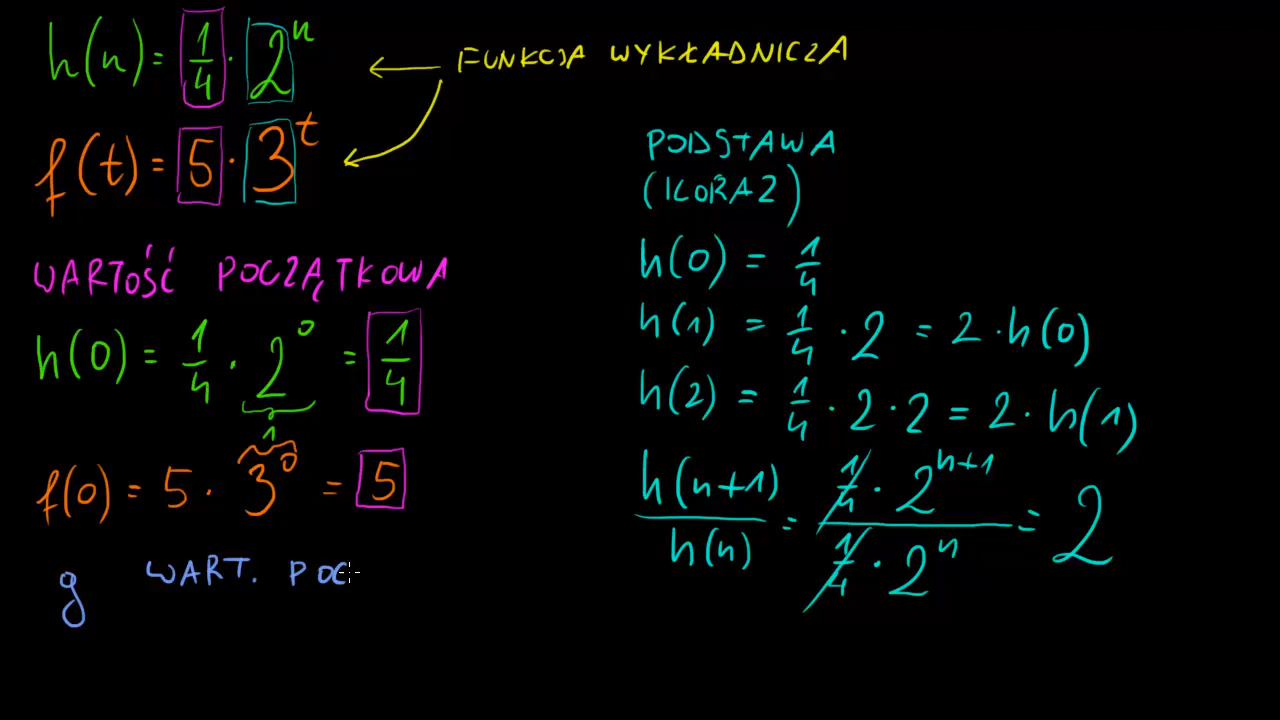 h(n) = 1/4 · 2^n
FUNKCJA WYKŁADNICZA
f(t) = 5 · 3^t
WARTOŚĆ POCZĄTKOWA
h(0) = 1/4 · 2^0 = 1/4
1
f(0) = 5 · 3^0 = 5
g WART. POC
PODSTAWA
(ILORAZ)
h(0) = 1/4
h(1) = 1/4 · 2 = 2 · h(0)
h(2) = 1/4 · 2 · 2 = 2 · h(1)
h(n+1)/h(n) = (1/4 · 2^(n+1))/(1/4 · 2^n) = 2